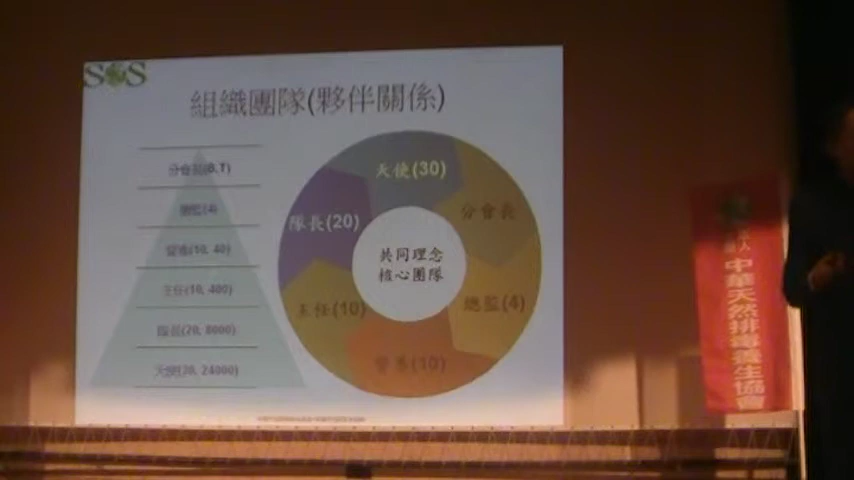 SOS
組織團隊(夥伴關係)
分會長(B,T)
總監(4)
督導(10, 40)
主任(10, 400)
隊長(20, 8000)
天使(30, 24000)
天使(30)
分會長
總監(4)
督導(10)
主任(10)
隊長(20)
共同理念
核心團隊
中華天然排毒養生協會